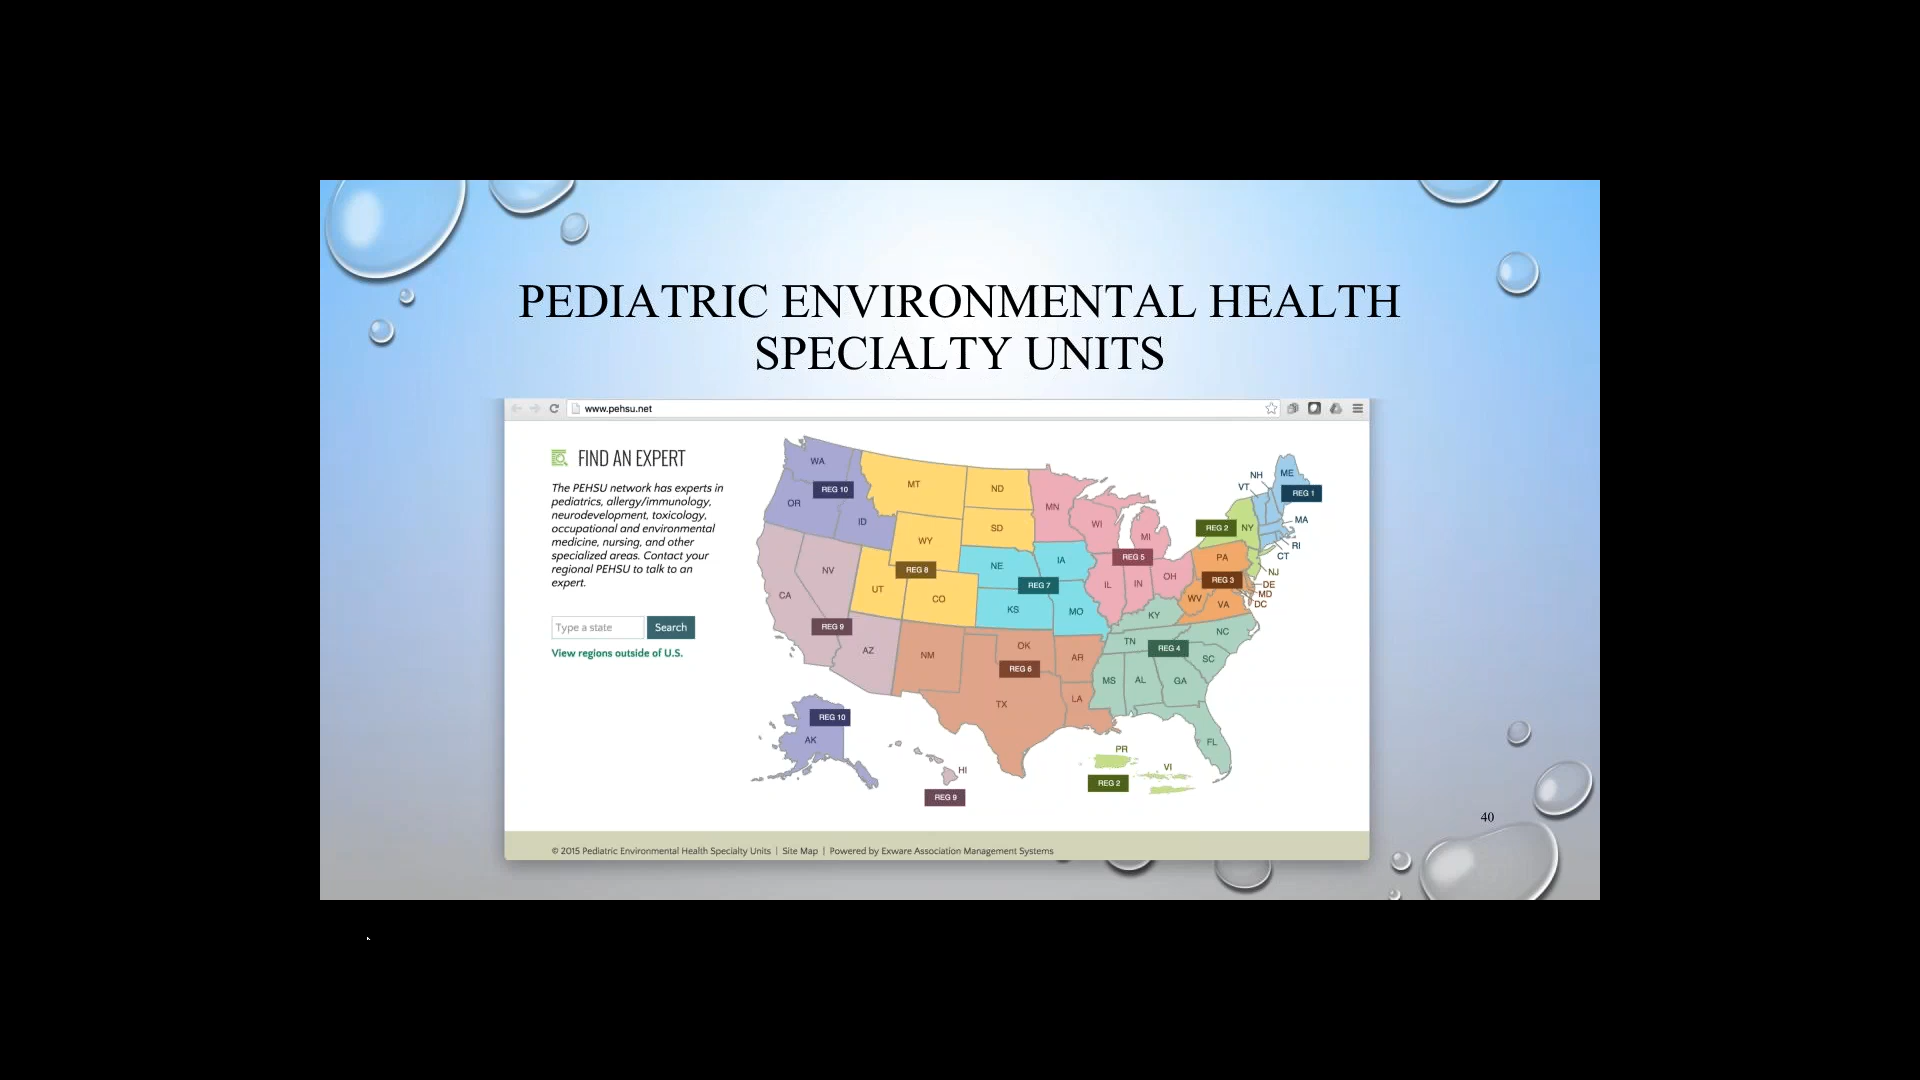 PEDIATRIC ENVIRONMENTAL HEALTH
SPECIALTY UNITS
www.pehsu.net
FIND AN EXPERT
The PEHSU network has experts in
pediatrics, allergy/immunology,
neurodevelopment, toxicology,
occupational and environmental
medicine, nursing, and other
specialized areas. Contact your
regional PEHSU to talk to an
expert.
Type a state
Search
View regions outside of U.S.
WA
REG 10
OR
ID
MT
ND
SD
WY
REG 8
UT
CO
NV
CA
REG 9
AZ
NE
IA
REG 7
KS
MO
MN
WI
MI
REG 5
IL
IN
OH
NM
OK
REG 6
AR
TX
LA
KY
TN
REG 4
NC
SC
MS
AL
GA
FL
NH
VT
ME
REG 1
MA
RI
CT
REG 2
NY
NJ
PA
REG 3
WV
VA
DE
MD
DC
REG 10
AK
HI
REG 9
PR
VI
REG 2
40
© 2015 Pediatric Environmental Health Specialty Units | Site Map | Powered by Exware Association Management Systems